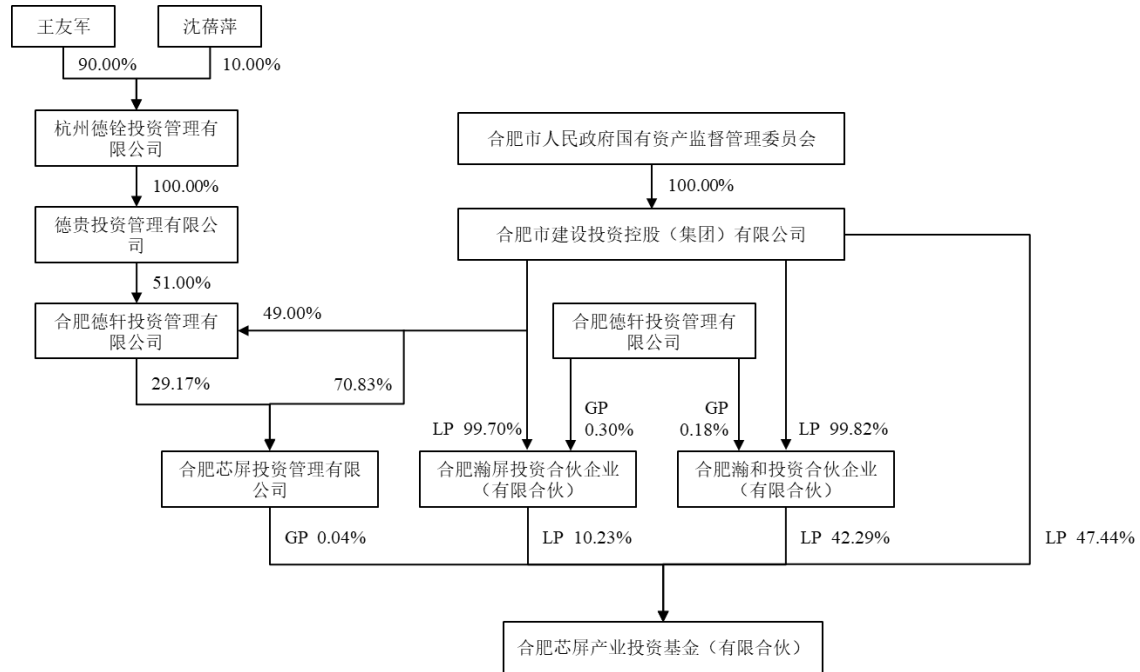 王友军
沈蓓萍
90.00%
10.00%
杭州德铨投资管理有
限公司
合肥市人民政府国有资产监督管理委员会
100.00%
100.00%
德贵投资管理有限公
司
合肥市建设投资控股（集团）有限公司
51.00%
合肥德轩投资管理有
限公司
49.00%
合肥德轩投资管理有
限公司
29.17%
70.83%
LP 99.70%
GP
0.30%
GP
0.18%
LP 99.82%
合肥芯屏投资管理有限
公司
合肥瀚屏投资合伙企业
（有限合伙）
合肥瀚和投资合伙企业
（有限合伙）
GP 0.04%
LP 10.23%
LP 42.29%
LP 47.44%
合肥芯屏产业投资基金（有限合伙）